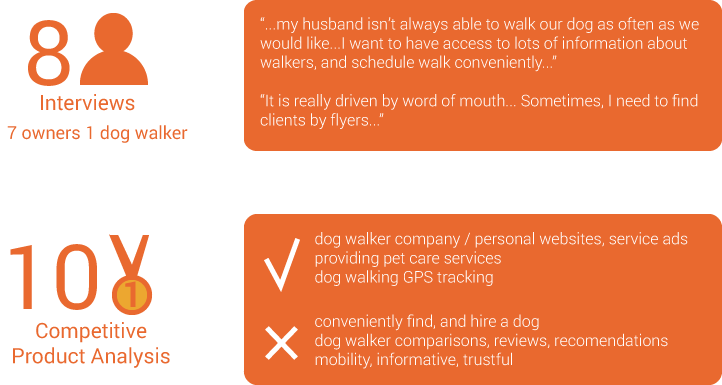 8
Interviews
7 owners 1 dog walker
“...my husband isn’t always able to walk our dog as often as we
would like...I want to have access to lots of information about
walkers, and schedule walk conveniently...”
“It is really driven by word of mouth... Sometimes, I need to find
clients by flyers...”
10
1
Competitive
Product Analysis
dog walker company / personal websites, service ads
providing pet care services
dog walking GPS tracking
conveniently find, and hire a dog
dog walker comparisons, reviews, recomendations
mobility, informative, trustful